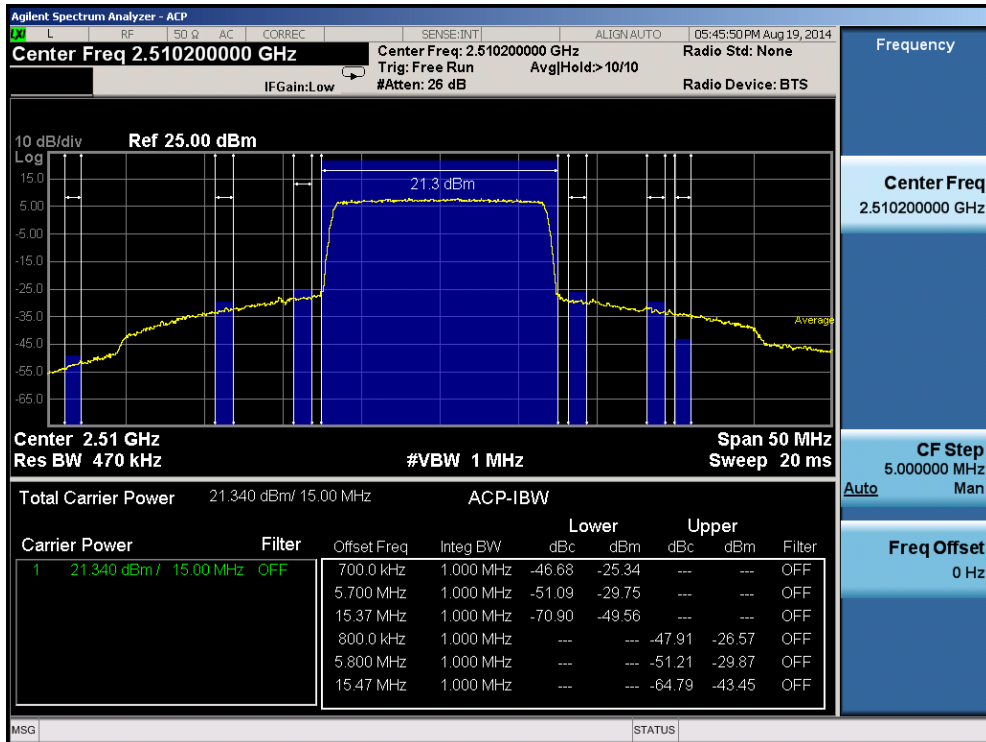 Agilent Spectrum Analyzer - ACP
LXI L RF 50 Ω AC CORREC SENSE:INT ALIGN AUTO 05:45:50 PM Aug 19, 2014
Center Freq 2.510200000 GHz
Center Freq: 2.510200000 GHz Radio Std: None
Trig: Free Run Avg|Hold:> 10/10
IFGain:Low #Atten: 26 dB Radio Device: BTS
10 dB/div Ref 25.00 dBm
Log
15.0
5.00
-5.00
-15.0
-25.0
-35.0
-45.0
-55.0
-65.0
21.3 dBm
Average
Center 2.51 GHz Span 50 MHz
Res BW 470 kHz #VBW 1 MHz Sweep 20 ms
Total Carrier Power 21.340 dBm/ 15.00 MHz ACP-IBW
Lower Upper
Carrier Power Filter Offset Freq Integ BW dBc dBm dBc dBm Filter
1 21.340 dBm / 15.00 MHz OFF 700.0 kHz 1.000 MHz -46.68 -25.34 --- --- OFF
5.700 MHz 1.000 MHz -51.09 -29.75 --- --- OFF
15.37 MHz 1.000 MHz -70.90 -49.56 --- --- OFF
800.0 kHz 1.000 MHz --- --- -47.91 -26.57 OFF
5.800 MHz 1.000 MHz --- --- -51.21 -29.87 OFF
15.47 MHz 1.000 MHz --- --- -64.79 -43.45 OFF
MSG STATUS
Frequency
Center Freq
2.510200000 GHz
CF Step
5.000000 MHz
Auto Man
Freq Offset
0 Hz